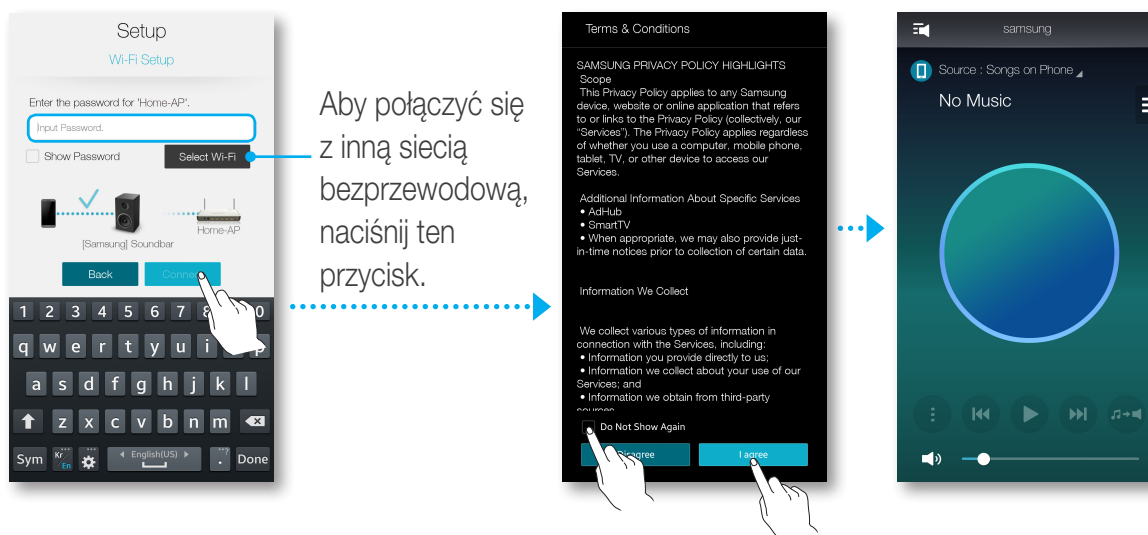 Setup
Wi-Fi Setup
Enter the password for 'Home-AP'.
Input Password.
Show Password
Select Wi-Fi
Home-AP
[Samsung] Soundbar
Back
1 2 3 4 5 6 7 8 0
q w e r t y u i p
a s d f g h j k l
z x c v b n m
Sym Kr En English(US) . Done
Aby połączyć się
z inną siecią
bezprzewodową,
naciśnij ten
przycisk.
Terms & Conditions
SAMSUNG PRIVACY POLICY HIGHLIGHTS
Scope
This Privacy Policy applies to any Samsung
device, website or online application that refers
to or links to the Privacy Policy (collectively, our
“Services”). The Privacy Policy applies regardless
of whether you use a computer, mobile phone,
tablet, TV, or other device to access our
Services.
Additional Information About Specific Services
• AdHub
• SmartTV
• When appropriate, we may also provide just-
in-time notices prior to collection of certain data.
Information We Collect
We collect various types of information in
connection with the Services, including:
• Information you provide directly to us;
• Information we collect about your use of our
Services; and
• Information we obtain from third-party
sources
Do Not Show Again
Disagree
I agree
samsung
Source : Songs on Phone
No Music